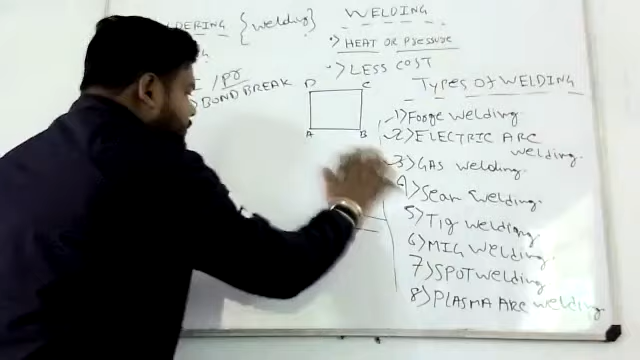 DERING {Welding}
WELDING
HEAT OR PRESSURE
LESS COST
/ Pr
BOND BREAK
D C
A B
Types of WELDING
1) Forge Welding
2) ELECTRIC ARC
Welding.
3) GAS Welding.
4) Seam Welding.
5) Tig Welding
6) MIG Welding.
7) SPOT Welding
8) PLASMA ARC Welding